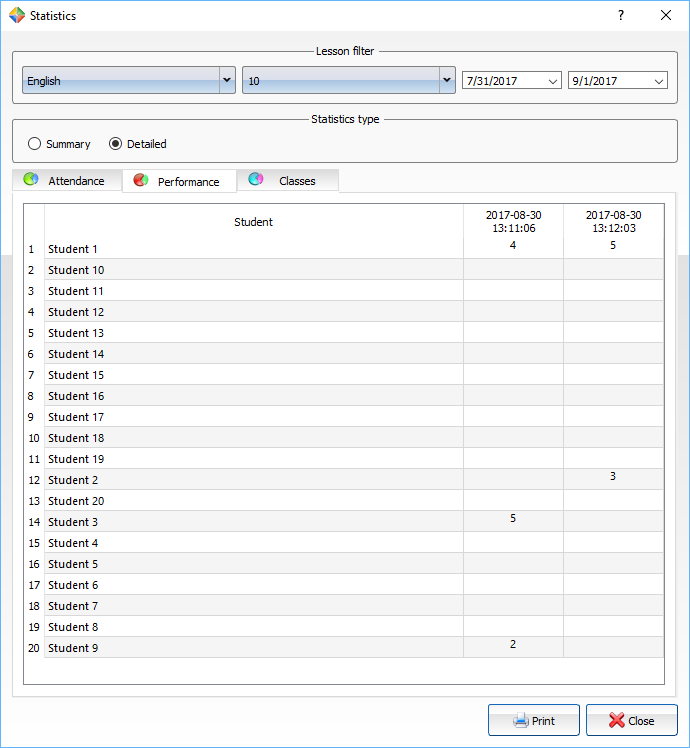 Statistics ?
Lesson filter
English 10 7/31/2017 9/1/2017
Statistics type
Summary Detailed
Attendance Performance Classes
Student 2017-08-30 2017-08-30
13:11:06 13:12:03
1 Student 1 4 5
2 Student 10
3 Student 11
4 Student 12
5 Student 13
6 Student 14
7 Student 15
8 Student 16
9 Student 17
10 Student 18
11 Student 19
12 Student 2 3
13 Student 20
14 Student 3 5
15 Student 4
16 Student 5
17 Student 6
18 Student 7
19 Student 8
20 Student 9 2
Print Close